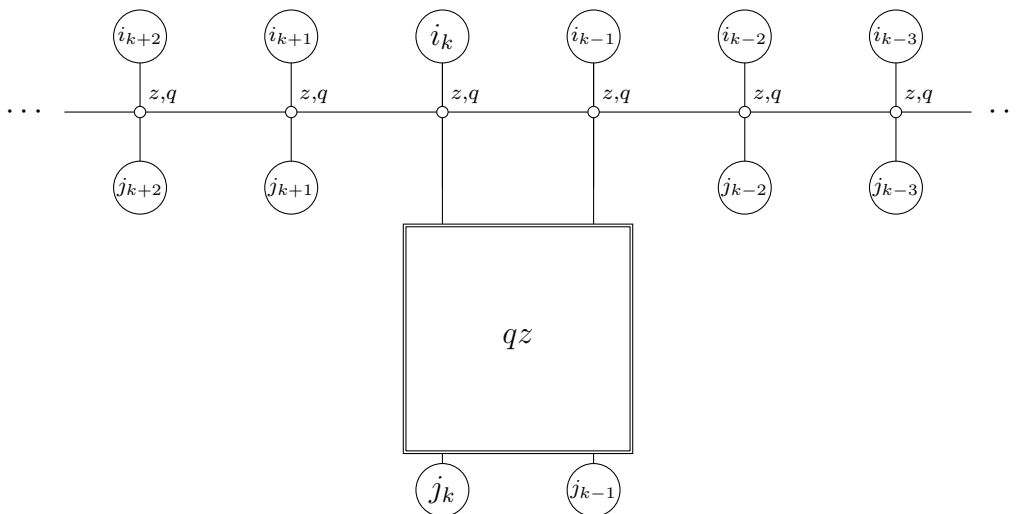 i_{k+2} i_{k+1} i_k i_{k-1} i_{k-2} i_{k-3}
z,q z,q z,q z,q z,q z,q
··· ··
j_{k+2} j_{k+1} j_{k-2} j_{k-3}
qz
j_k j_{k-1}